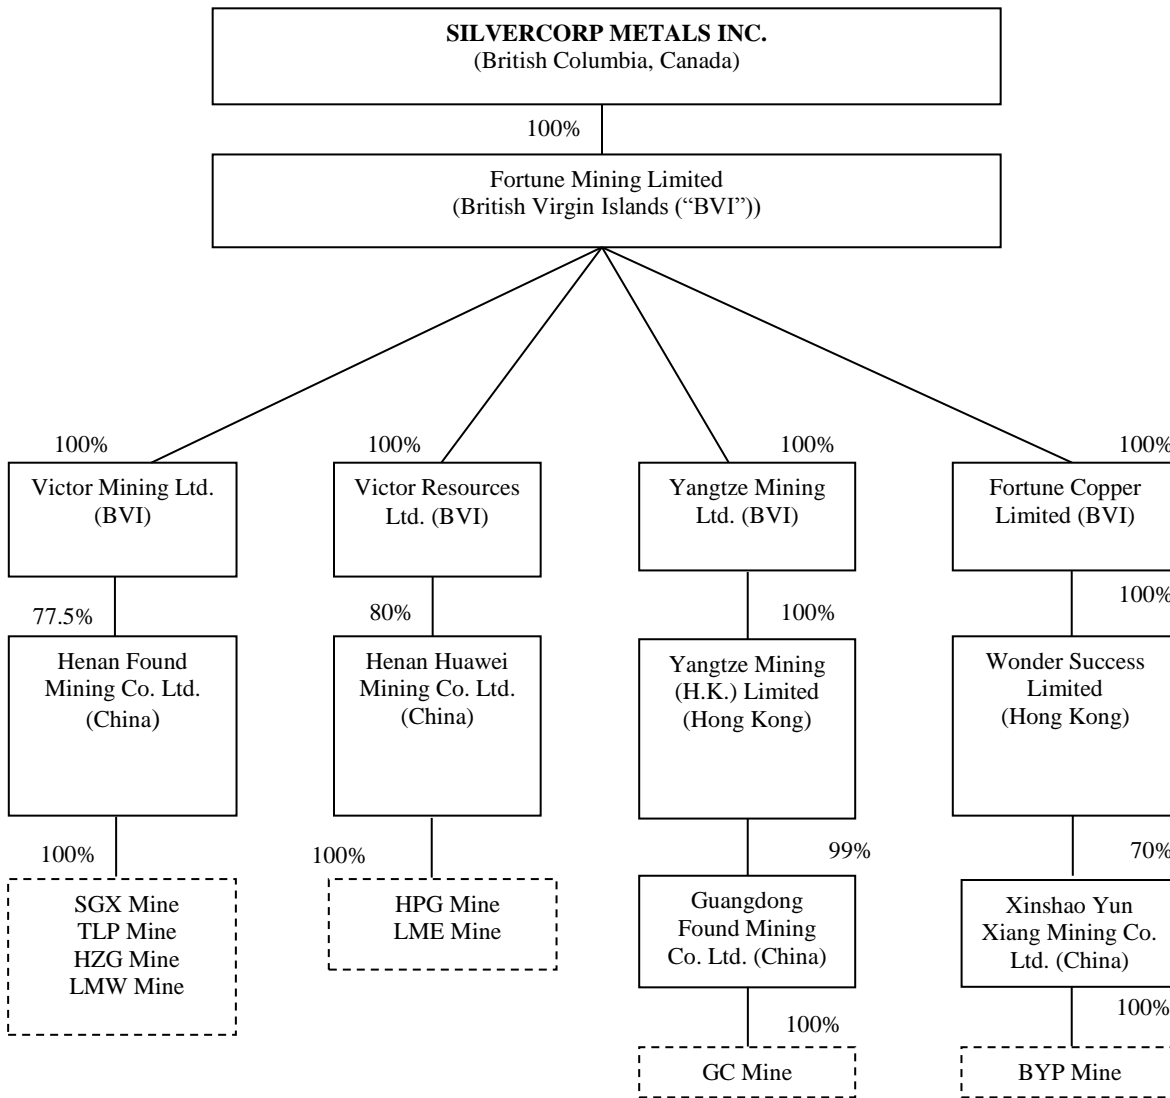 SILVERCORP METALS INC.
(British Columbia, Canada)
100%
Fortune Mining Limited
(British Virgin Islands (“BVI”))
100%
100%
100%
100%
Victor Mining Ltd.
(BVI)
Victor Resources
Ltd. (BVI)
Yangtze Mining
Ltd. (BVI)
Fortune Copper
Limited (BVI)
77.5%
80%
100%
100%
Henan Found
Mining Co. Ltd.
(China)
Henan Huawei
Mining Co. Ltd.
(China)
Yangtze Mining
(H.K.) Limited
(Hong Kong)
Wonder Success
Limited
(Hong Kong)
100%
100%
99%
70%
SGX Mine
TLP Mine
HZG Mine
LMW Mine
HPG Mine
LME Mine
Guangdong
Found Mining
Co. Ltd. (China)
Xinshao Yun
Xiang Mining Co.
Ltd. (China)
100%
100%
GC Mine
BYP Mine